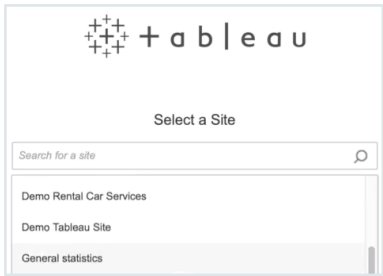 + a b l e a u
Select a Site
Search for a site
Demo Rental Car Services
Demo Tableau Site
General statistics